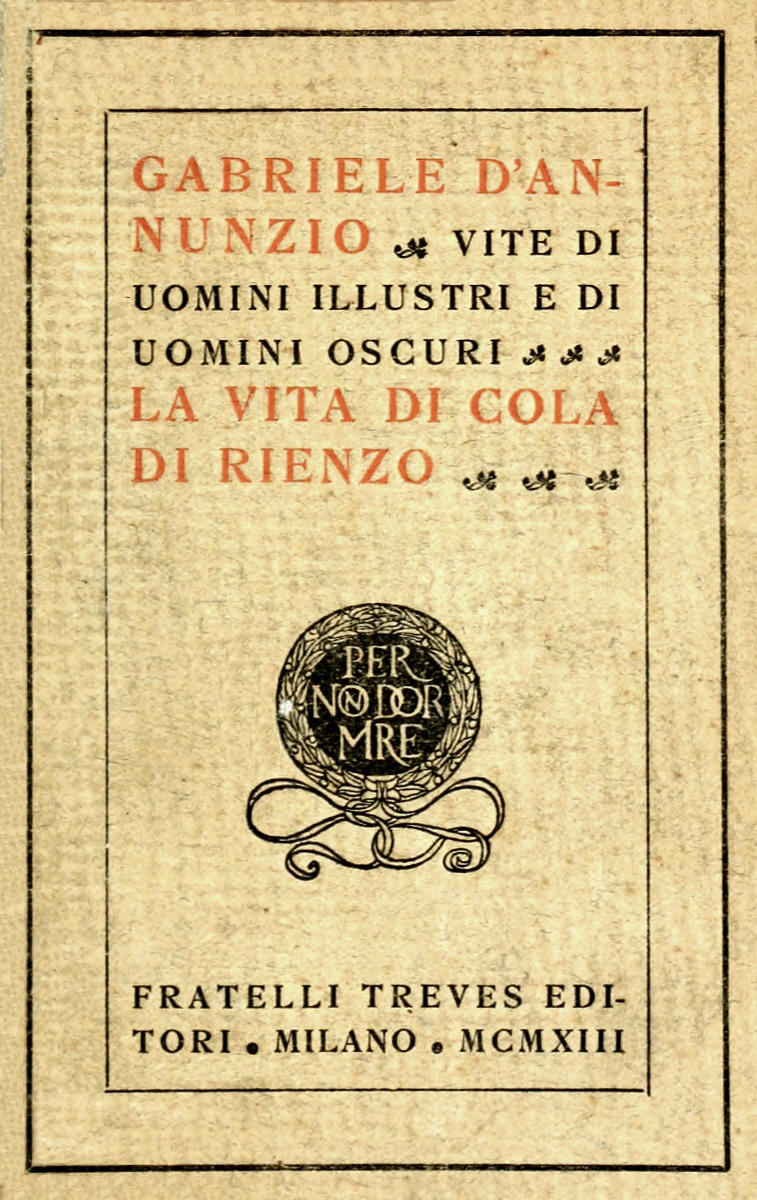 GABRIELE D'AN-
NUNZIO VITE DI
UOMINI ILLUSTRI E DI
UOMINI OSCURI
LA VITA DI COLA
DI RIENZO
PER
NON DOR
MIRE
FRATELLI TREVES EDI-
TORI • MILANO • MCMXIII